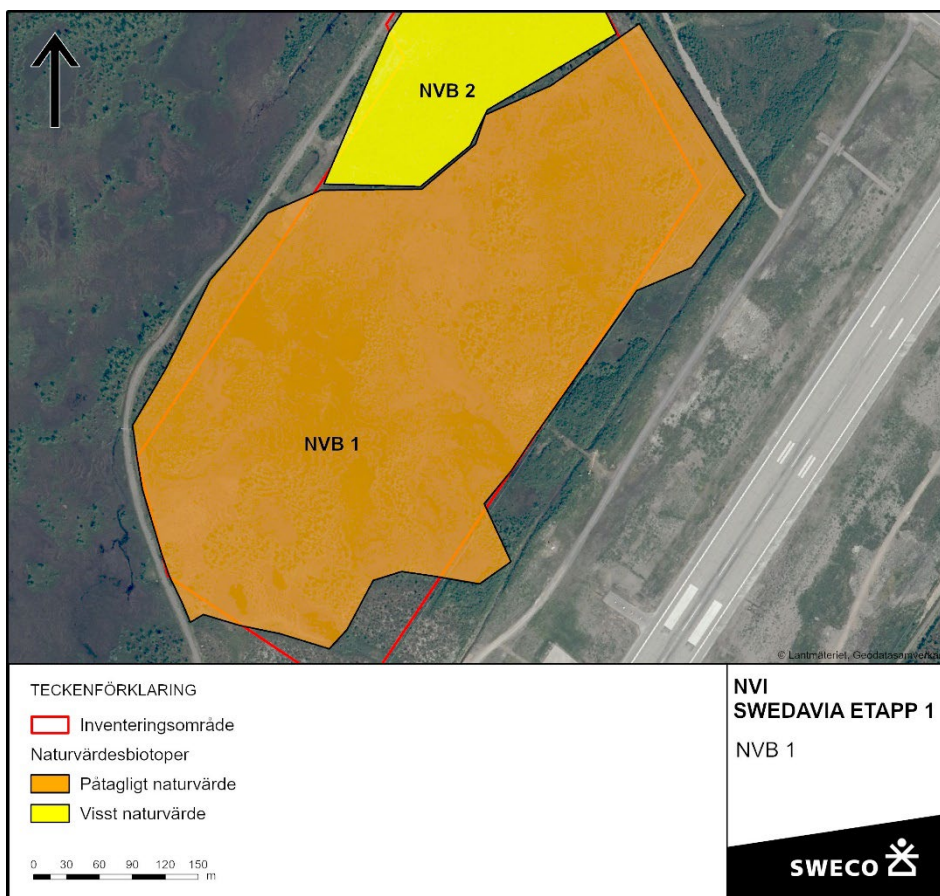 NVB 2
NVB 1
© Lantmäteriet, Geodatasamverkan
TECKENFÖRKLARING
Inventeringsområde
Naturvärdesbiotoper
Påtagligt naturvärde
Visst naturvärde
0 30 60 90 120 150
m
NVI
SWEDAVIA ETAPP 1
NVB 1
SWECO